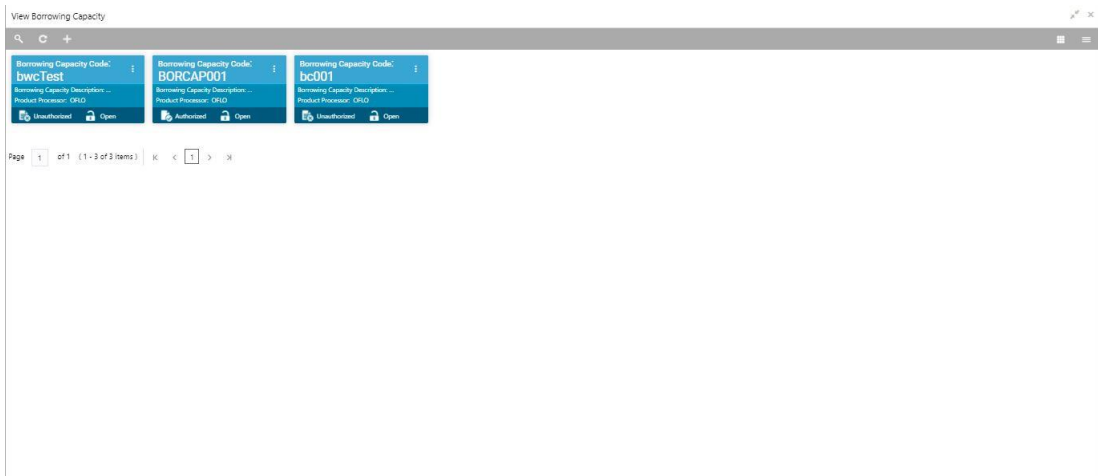 View Borrowing Capacity
Borrowing Capacity Code:
bwcTest
Borrowing Capacity Description: ...
Product Processor: OFLO
Unauthorized Open
Borrowing Capacity Code:
BORCAP001
Borrowing Capacity Description: ...
Product Processor: OFLO
Authorized Open
Borrowing Capacity Code:
bc001
Borrowing Capacity Description: ...
Product Processor: OFLO
Unauthorized Open
Page 1 of 1 (1 - 3 of 3 items) 1